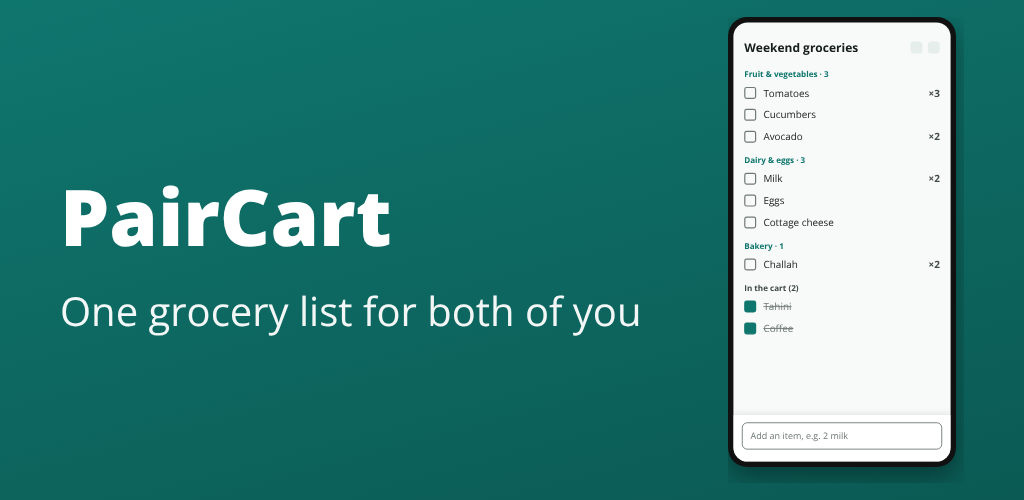 PairCart
One grocery list for both of you
Weekend groceries
Fruit & vegetables · 3
Tomatoes ×3
Cucumbers
Avocado ×2
Dairy & eggs · 3
Milk ×2
Eggs
Cottage cheese
Bakery · 1
Challah ×2
In the cart (2)
Tahini
Coffee
Add an item, e.g. 2 milk